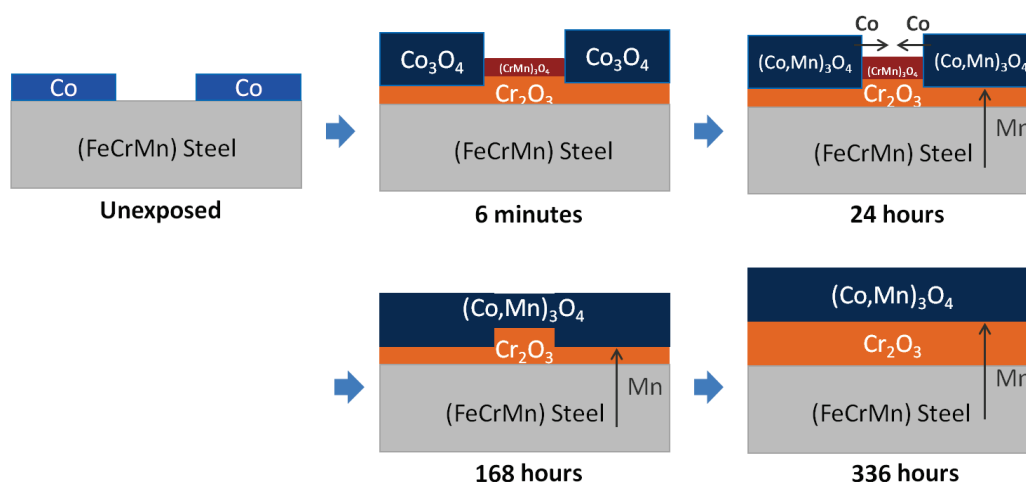 Co
Co
(FeCrMn) Steel
Unexposed
Co₃O₄
(CrMn)₃O₄
Co₃O₄
Cr₂O₃
(FeCrMn) Steel
6 minutes
Co
Co
(Co,Mn)₃O₄
(CrMn)₃O₄
(Co,Mn)₃O₄
Cr₂O₃
Mn
(FeCrMn) Steel
24 hours
(Co,Mn)₃O₄
Cr₂O₃
Mn
(FeCrMn) Steel
168 hours
(Co,Mn)₃O₄
Cr₂O₃
Mn
(FeCrMn) Steel
336 hours